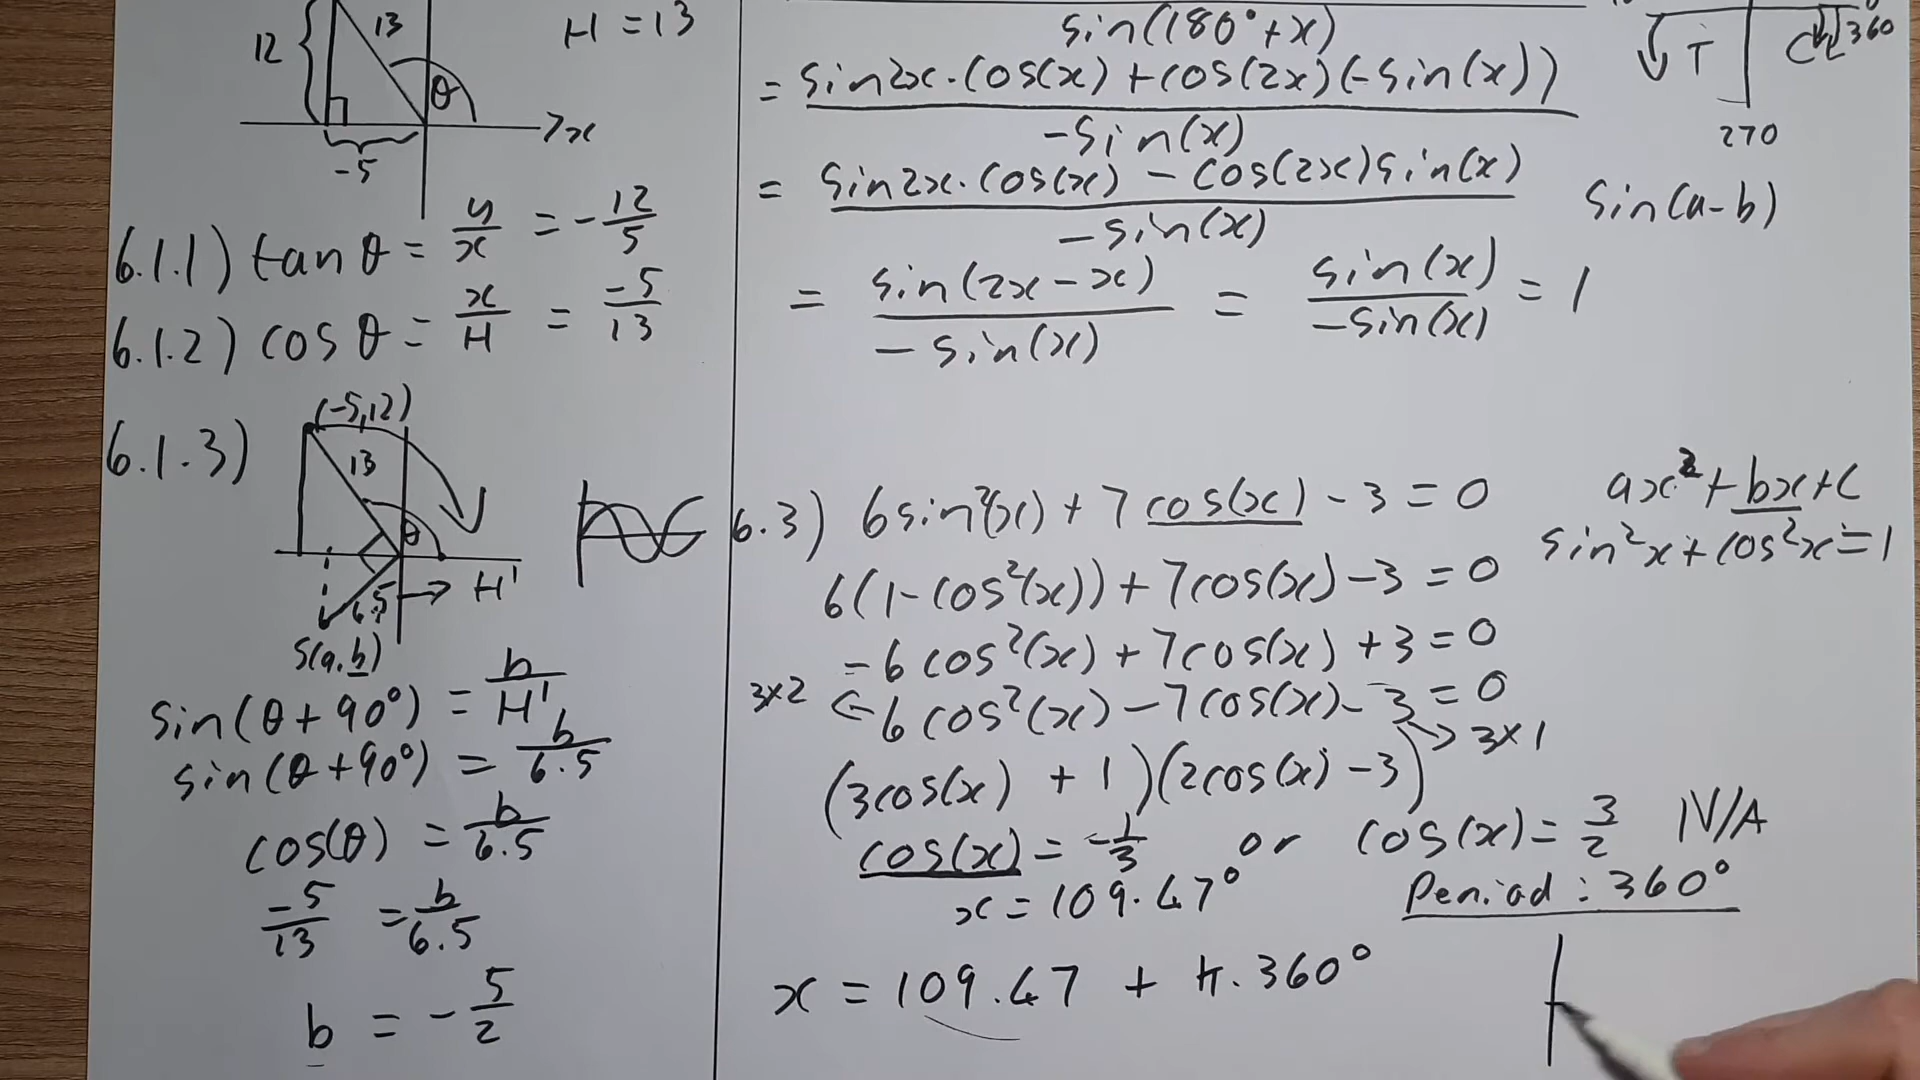 12 13 H = 13
θ
>x
-5
6.1.1) tan θ = y/x = -12/5
6.1.2) cos θ = x/H = -5/13
6.1.3)
(-5,12)
13
θ
6.5 → H'
S(a,b)
sin(θ + 90°) = b/H'
sin(θ + 90°) = b/6.5
cos(θ) = b/6.5
-5/13 = b/6.5
b = -5/2
sin(180° + x)
= sin2x.cos(x) + cos(2x)(-sin(x)) / -sin(x)
= sin2x.cos(x) - cos(2x)sin(x) / -sin(x)
sin(a-b)
= sin(2x - x) / -sin(x) = sin(x) / -sin(x) = 1
T
360
270
6.3) 6sin²(x) + 7cos(x) - 3 = 0
ax² + bx + c
sin²x + cos²x = 1
6(1 - cos²(x)) + 7cos(x) - 3 = 0
-6cos²(x) + 7cos(x) + 3 = 0
3x2 ← 6cos²(x) - 7cos(x) - 3 = 0
→ 3x1
(3cos(x) + 1)(2cos(x) - 3)
cos(x) = -1/3 or cos(x) = 3/2 N/A
x = 109.47° Period : 360°
x = 109.47 + k.360°